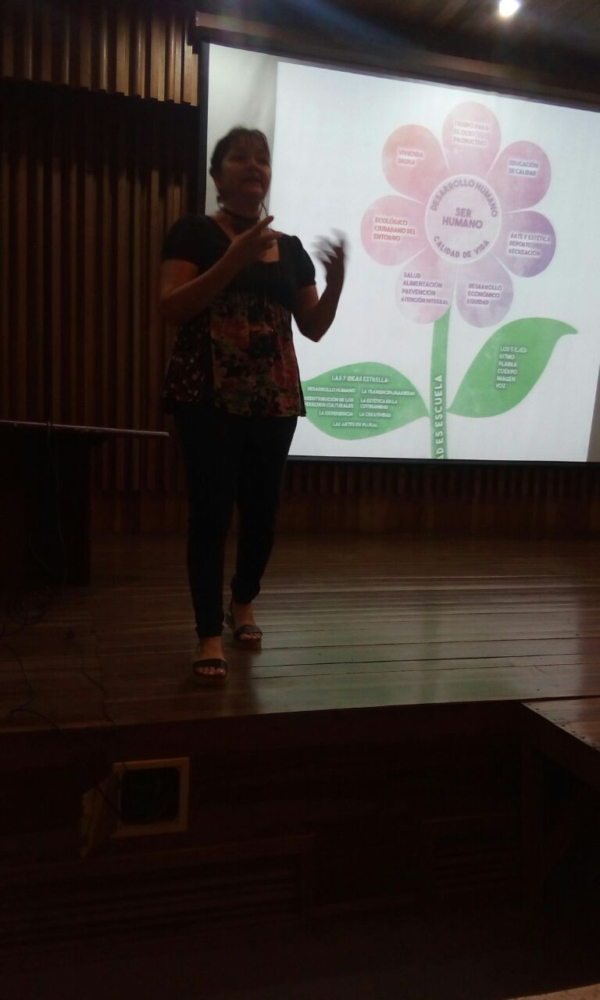 TIEMPO PARA
EL OCIO
PRODUCTIVO
VIVIENDA
DIGNA
EDUCACIÓN
DE CALIDAD
DESARROLLO HUMANO
SER
HUMANO
CALIDAD DE VIDA
ECOLÓGICO
CIUDADANO DEL
ENTORNO
ARTE Y ESTÉTICA
DEPORTE
RECREACIÓN
SALUD
ALIMENTACIÓN
PREVENCIÓN
ATENCIÓN INTEGRAL
DESARROLLO
ECONÓMICO
EQUIDAD
LOS 5 EJES:
RITMO
PLABRA
CUERPO
IMAGEN
VOZ
LAS 7 IDEAS ESTRELLA:
DESARROLLO HUMANO
LA TRANSDICIPLINARIEDAD
REDISTRIBUCIÓN DE LOS
DERECHOS CULTURALES
LA ESTÉTICA EN LA
COTIDIANIDAD
LA EXPERIENCIA
LA CREATIVIDAD
LAS ARTES EN PLURAL
AD ES ESCUELA